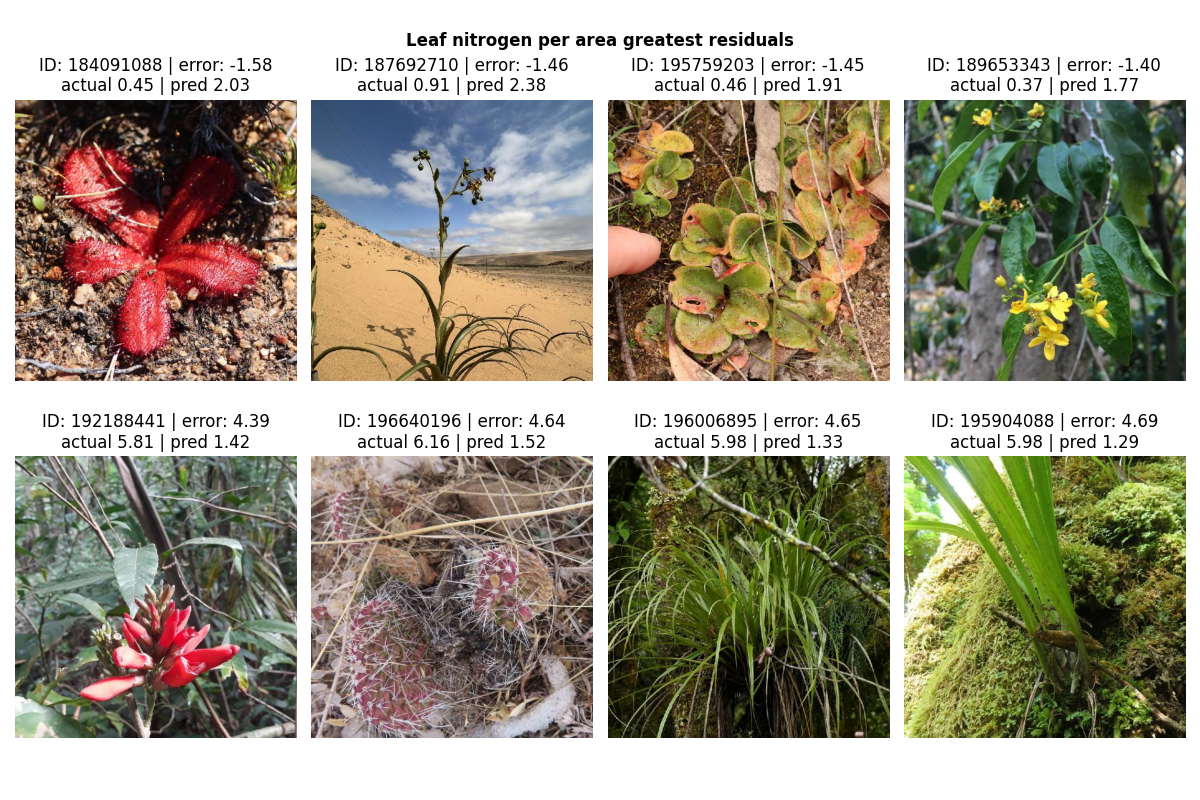 Leaf nitrogen per area greatest residuals
ID: 184091088 | error: -1.58
actual 0.45 | pred 2.03
ID: 187692710 | error: -1.46
actual 0.91 | pred 2.38
ID: 195759203 | error: -1.45
actual 0.46 | pred 1.91
ID: 189653343 | error: -1.40
actual 0.37 | pred 1.77
ID: 192188441 | error: 4.39
actual 5.81 | pred 1.42
ID: 196640196 | error: 4.64
actual 6.16 | pred 1.52
ID: 196006895 | error: 4.65
actual 5.98 | pred 1.33
ID: 195904088 | error: 4.69
actual 5.98 | pred 1.29